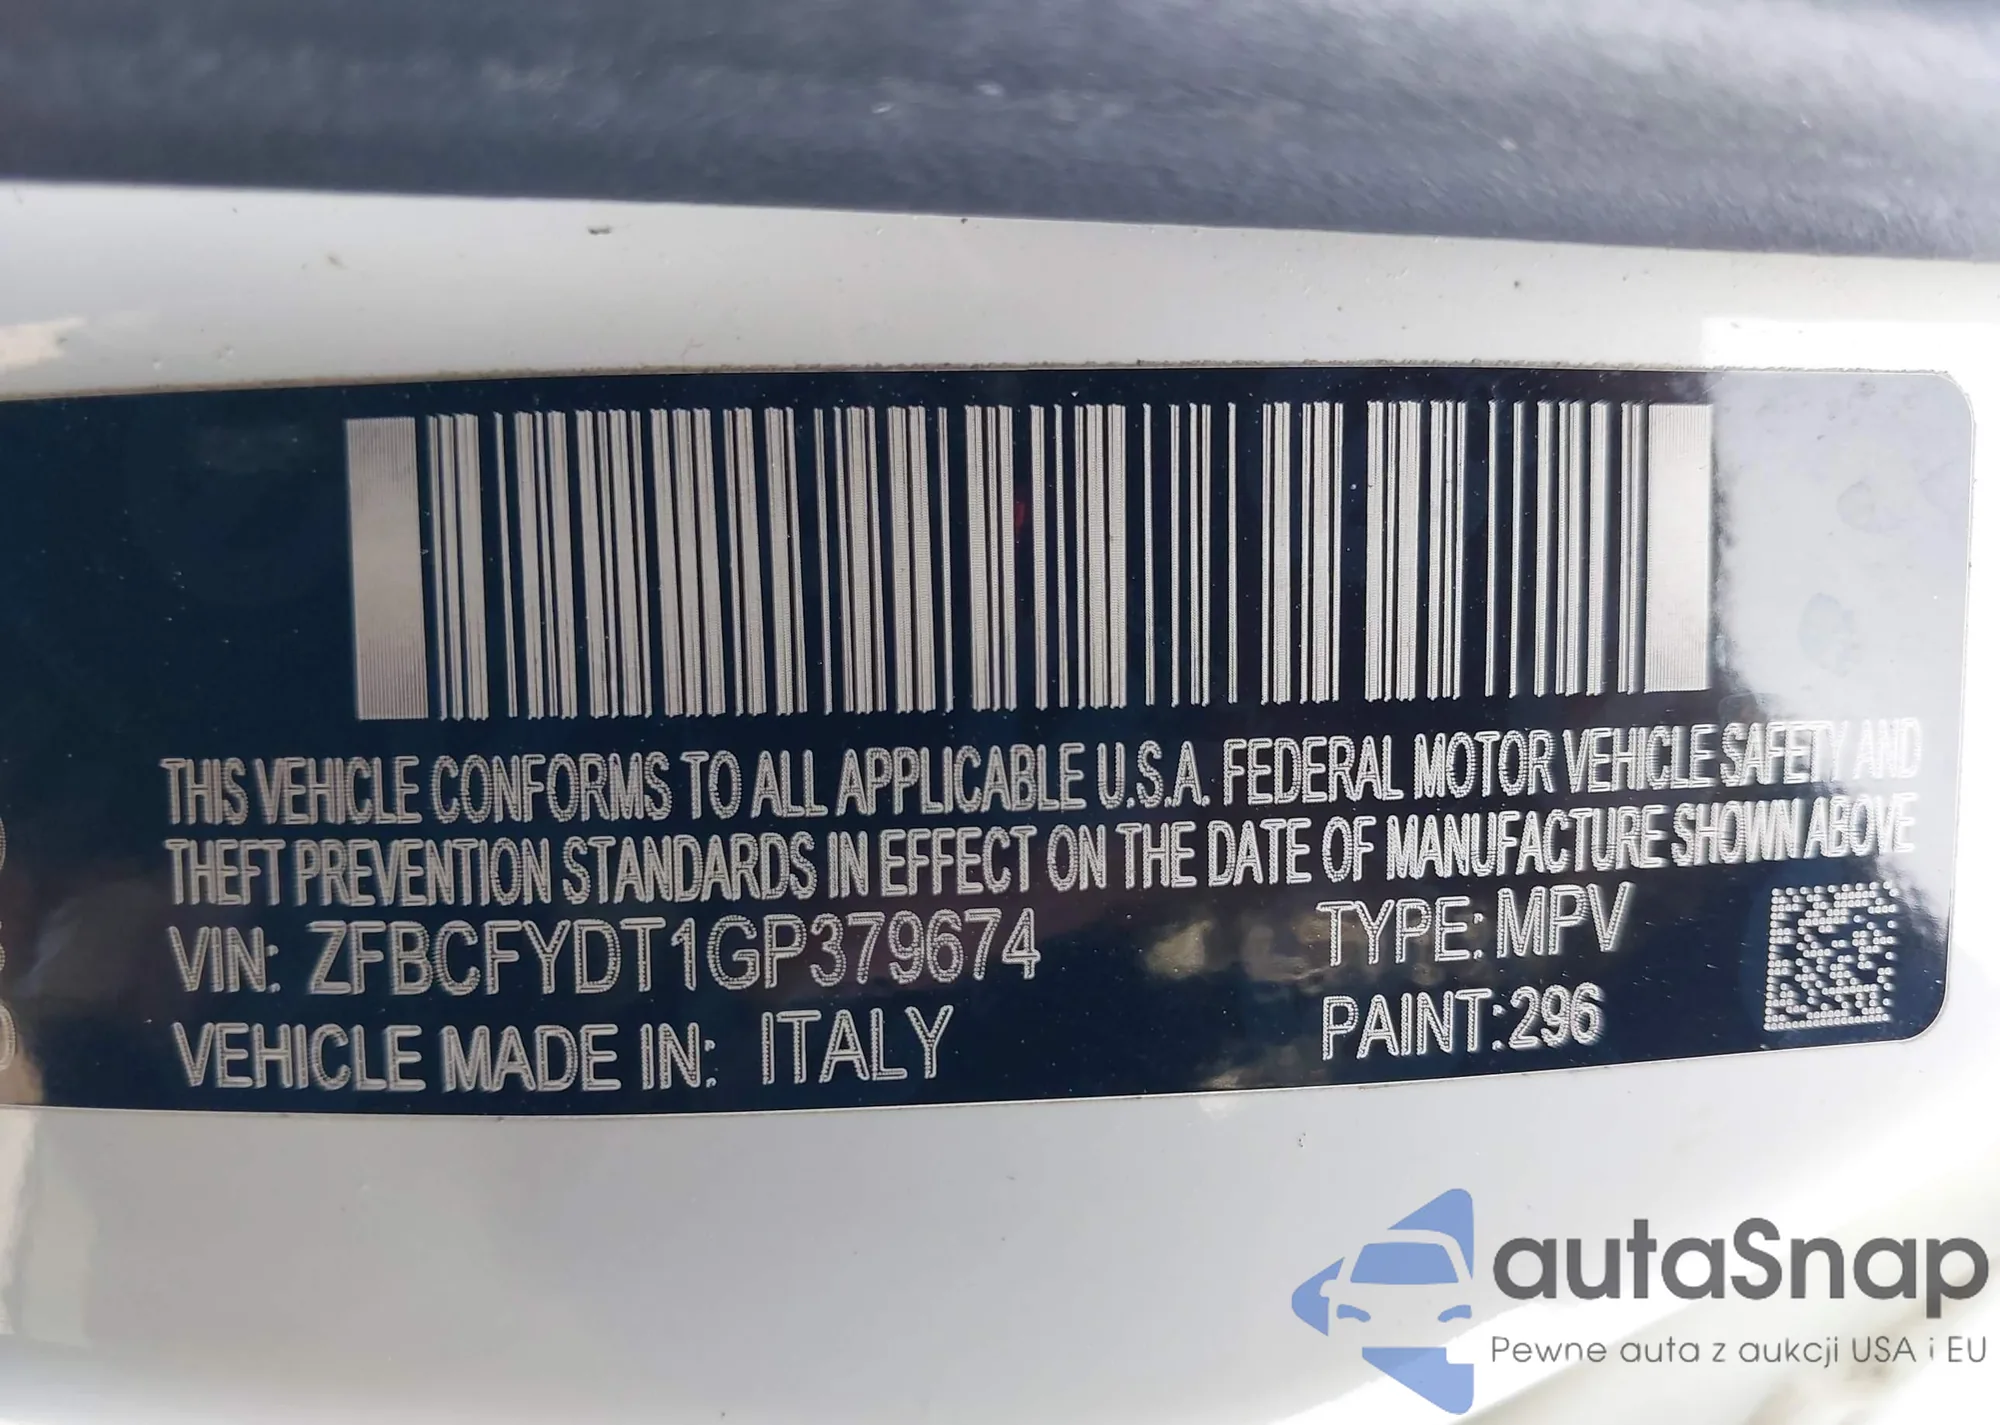 THIS VEHICLE CONFORMS TO ALL APPLICABLE U.S.A. FEDERAL MOTOR VEHICLE SAFETY AND
THEFT PREVENTION STANDARDS IN EFFECT ON THE DATE OF MANUFACTURE SHOWN ABOVE
VIN: ZFBCFYDT1GP379674
TYPE: MPV
VEHICLE MADE IN: ITALY
PAINT:296
autaSnap
Pewne auta z aukcji USA i EU